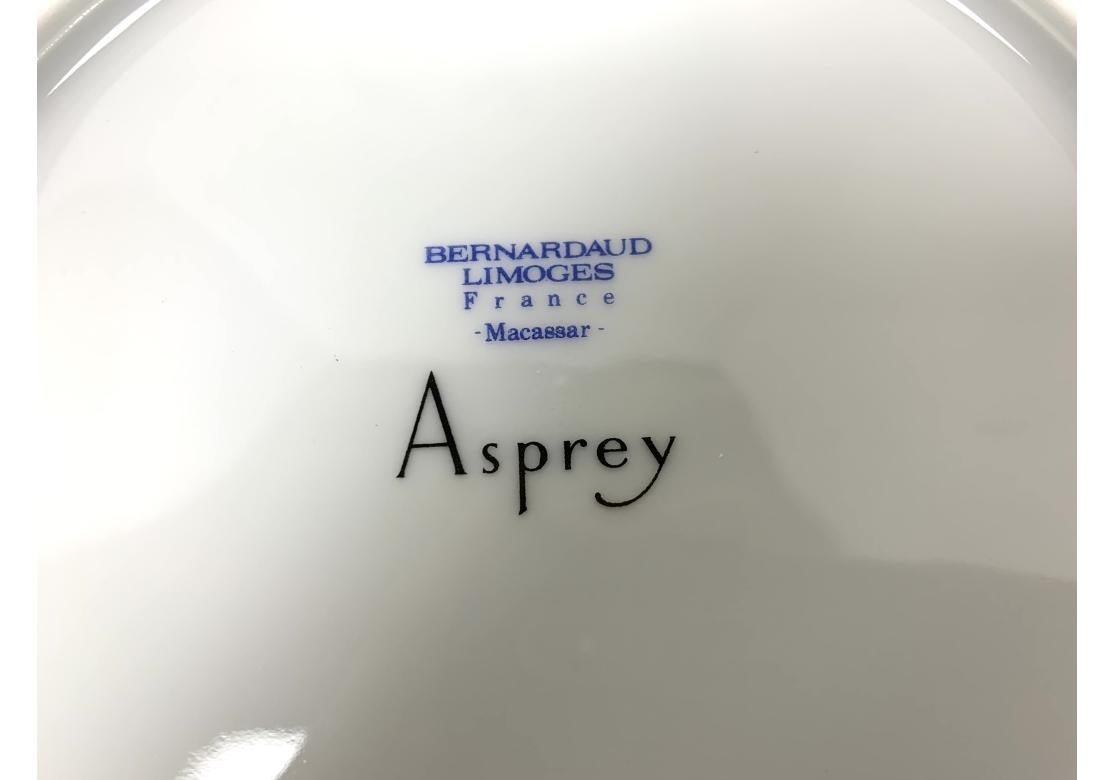 BERNARDAUD
LIMOGES
France
-Macassar-
Asprey